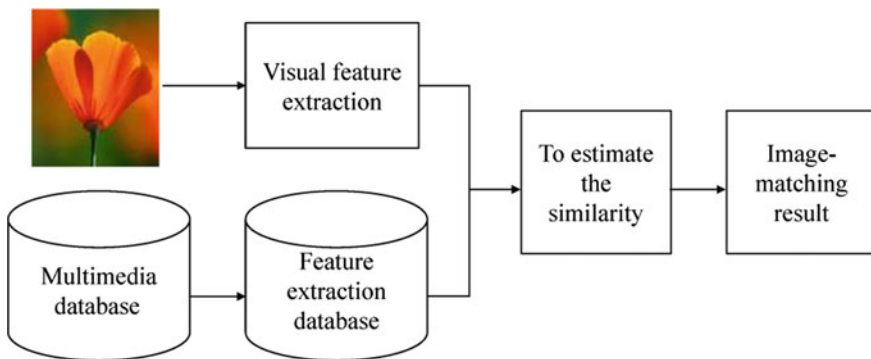 Visual feature
extraction
To estimate
the
similarity
Image-
matching
result
Multimedia
database
Feature
extraction
database